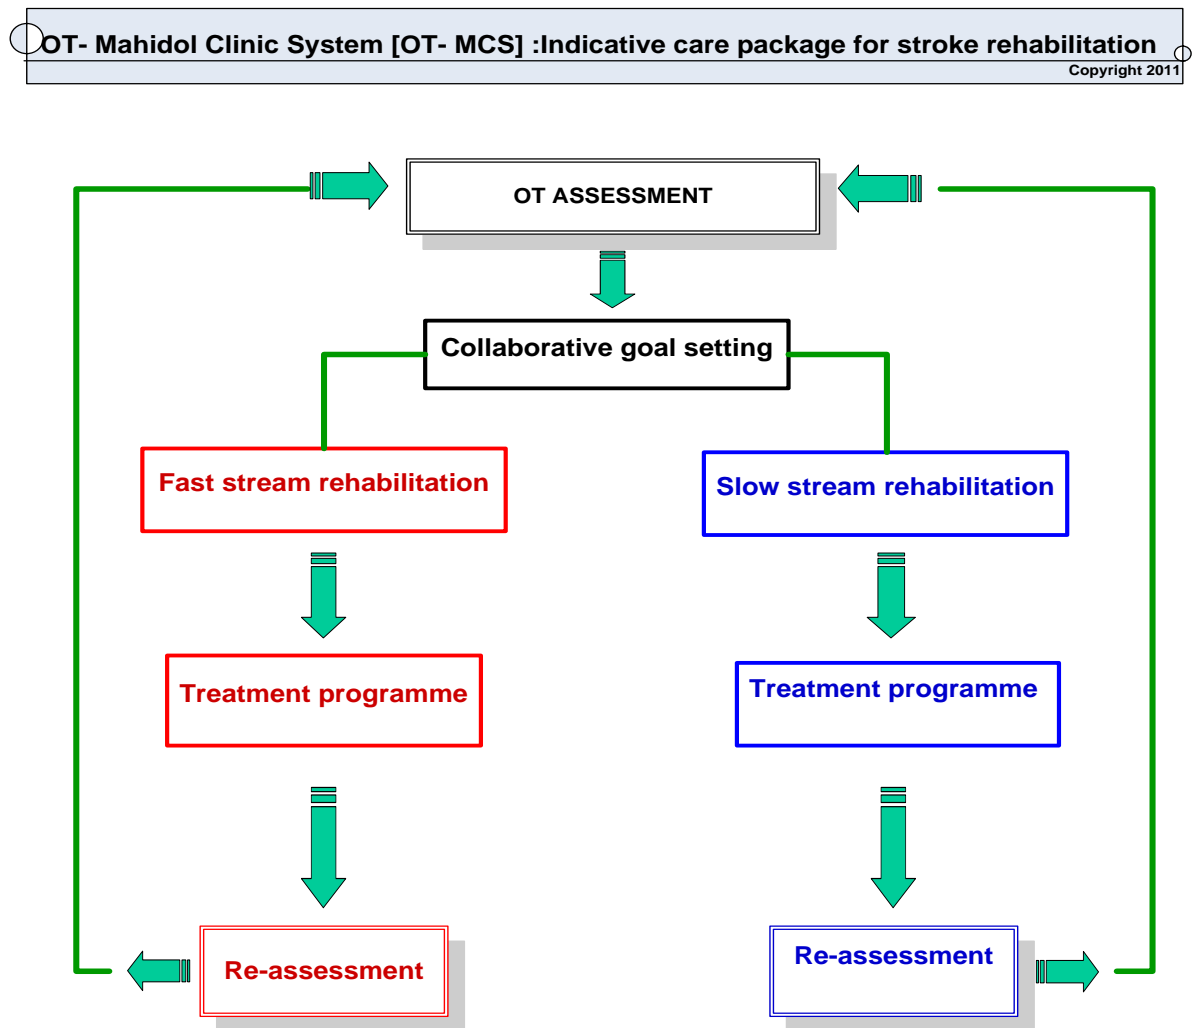 OT- Mahidol Clinic System [OT- MCS] :Indicative care package for stroke rehabilitation
Copyright 2011
OT ASSESSMENT
Collaborative goal setting
Fast stream rehabilitation
Slow stream rehabilitation
Treatment programme
Treatment programme
Re-assessment
Re-assessment